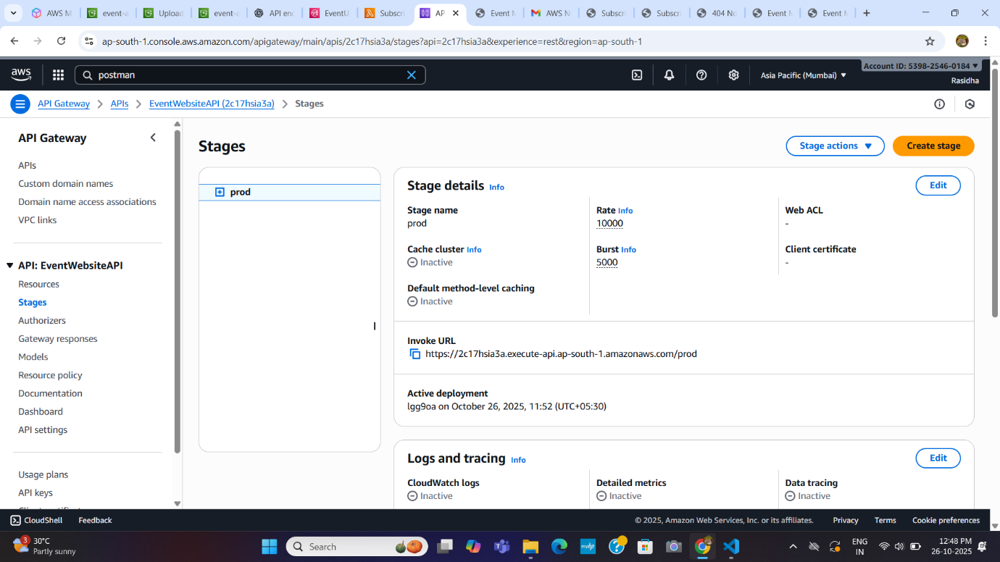 AWS M
event-a
Upload
event-a
API end
EventU
Subscri
AP
Event M
AWS N
Subscri
Subscri
404 No
Event M
Event M
ap-south-1.console.aws.amazon.com/apigateway/main/apis/2c17hsia3a/stages?api=2c17hsia3a&experience=rest&region=ap-south-1
aws
postman
Asia Pacific (Mumbai)
Account ID: 5398-2546-0184
Rasidha
API Gateway
APIs
EventWebsiteAPI (2c17hsia3a)
Stages
API Gateway
APIs
Custom domain names
Domain name access associations
VPC links
API: EventWebsiteAPI
Resources
Stages
Authorizers
Gateway responses
Models
Resource policy
Documentation
Dashboard
API settings
Usage plans
API keys
Stages
Stage actions
Create stage
prod
Stage details Info
Edit
Stage name
prod
Rate Info
10000
Web ACL
-
Cache cluster Info
Inactive
Burst Info
5000
Client certificate
-
Default method-level caching
Inactive
Invoke URL
https://2c17hsia3a.execute-api.ap-south-1.amazonaws.com/prod
Active deployment
lgg9oa on October 26, 2025, 11:52 (UTC+05:30)
Logs and tracing Info
Edit
CloudWatch logs
Inactive
Detailed metrics
Inactive
Data tracing
Inactive
CloudShell
Feedback
© 2025, Amazon Web Services, Inc. or its affiliates.
Privacy
Terms
Cookie preferences
3
30°C
Partly sunny
Search
myhp
ENG
IN
12:48 PM
26-10-2025